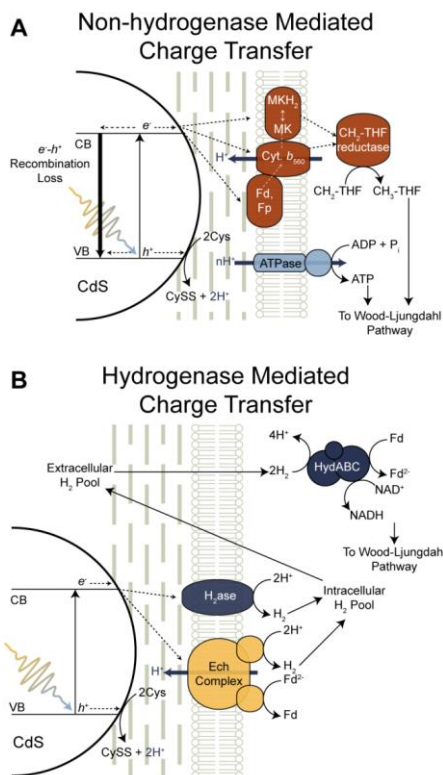 A
Non-hydrogenase Mediated
Charge Transfer
e⁻
CB
e⁻-h⁺
Recombination
Loss
VB
h⁺
CdS
2Cys
CySS + 2H⁺
MKH₂
MK
H⁺
Cyt. b₅₆₀
Fd,
Fp
CH₂-THF
reductase
CH₂-THF
CH₃-THF
nH⁺
ATPase
ADP + Pᵢ
ATP
To Wood-Ljungdahl
Pathway
B
Hydrogenase Mediated
Charge Transfer
Extracellular
H₂ Pool
4H⁺
2H₂
HydABC
Fd
Fd²⁻
NAD⁺
NADH
To Wood-Ljungdah
Pathway
e⁻
CB
VB
h⁺
CdS
2Cys
CySS + 2H⁺
H₂ase
2H⁺
H₂
Intracellular
H₂ Pool
H⁺
Ech
Complex
2H⁺
H₂
Fd²⁻
Fd